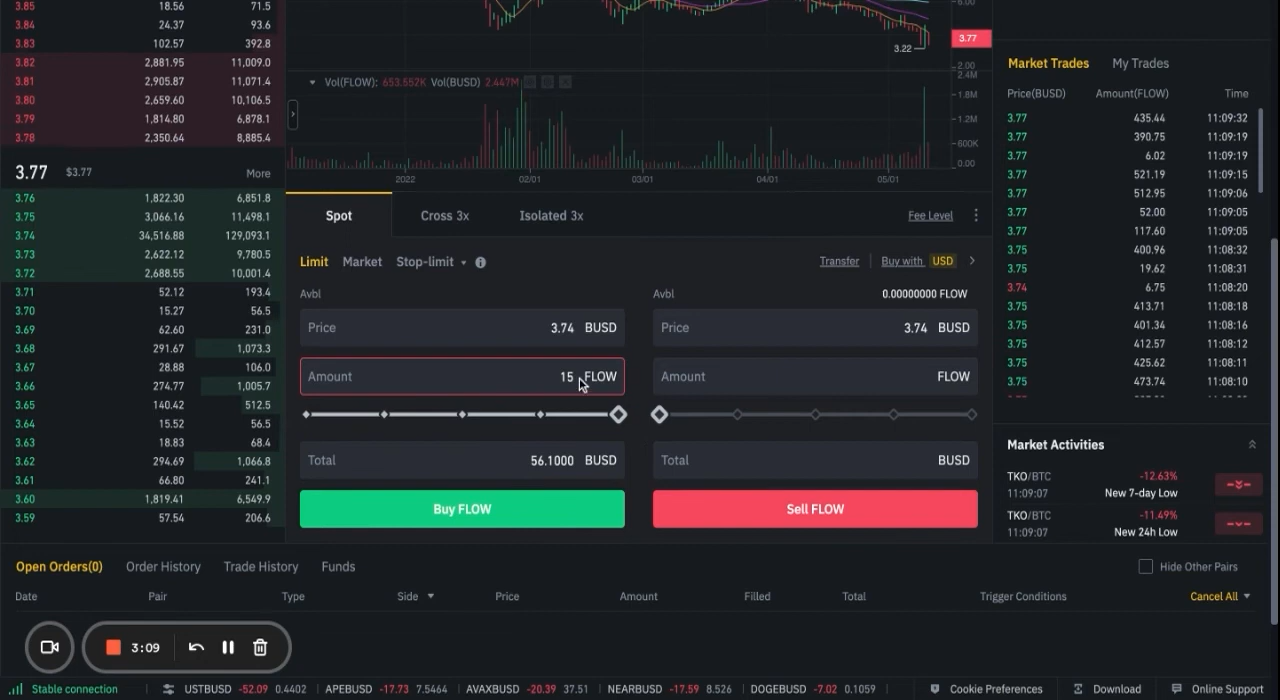 3.85 18.56 71.5
3.84 24.37 93.6
3.83 102.57 392.8
3.82 2,881.95 11,009.0
3.81 2,905.87 11,071.4
3.80 2,659.60 10,106.5
3.79 1,814.80 6,878.1
3.78 2,350.64 8,885.4
3.77 $3.77 More
3.76 1,822.30 6,851.8
3.75 3,066.16 11,498.1
3.74 34,516.88 129,093.1
3.73 2,622.12 9,780.5
3.72 2,688.55 10,001.4
3.71 52.12 193.4
3.70 15.27 56.5
3.69 62.60 231.0
3.68 291.67 1,073.3
3.67 28.88 106.0
3.66 274.77 1,005.7
3.65 140.42 512.5
3.64 15.52 56.5
3.63 18.83 68.4
3.62 294.69 1,066.8
3.61 66.80 241.1
3.60 1,819.41 6,549.9
3.59 57.54 206.6
6.00
3.77
3.22
2.00
Vol(FLOW): 653.552K Vol(BUSD) 2.447M
2.4M
1.8M
1.2M
600K
0.00
2022 02/01 03/01 04/01 05/01
Spot Cross 3x Isolated 3x Fee Level
Limit Market Stop-limit Transfer Buy with USD
Avbl
Price 3.74 BUSD
Amount 15 FLOW
Total 56.1000 BUSD
Buy FLOW
Avbl 0.00000000 FLOW
Price 3.74 BUSD
Amount FLOW
Total BUSD
Sell FLOW
Market Trades My Trades
Price(BUSD) Amount(FLOW) Time
3.77 435.44 11:09:32
3.77 390.75 11:09:19
3.77 6.02 11:09:19
3.77 521.19 11:09:15
3.77 512.95 11:09:06
3.77 52.00 11:09:05
3.77 117.60 11:09:05
3.75 400.96 11:08:32
3.75 19.62 11:08:31
3.74 6.75 11:08:20
3.75 413.71 11:08:18
3.75 401.34 11:08:16
3.75 412.57 11:08:12
3.75 425.62 11:08:11
3.75 473.74 11:08:10
Market Activities
TKO/BTC -12.63%
11:09:07 New 7-day Low
TKO/BTC -11.49%
11:09:07 New 24h Low
Open Orders(0) Order History Trade History Funds Hide Other Pairs
Date Pair Type Side Price Amount Filled Total Trigger Conditions Cancel All
3:09
Stable connection USTBUSD -52.09 0.4402 APEBUSD -17.73 7.5464 AVAXBUSD -20.39 37.51 NEARBUSD -17.59 8.526 DOGEBUSD -7.02 0.1059 Cookie Preferences Download Online Support